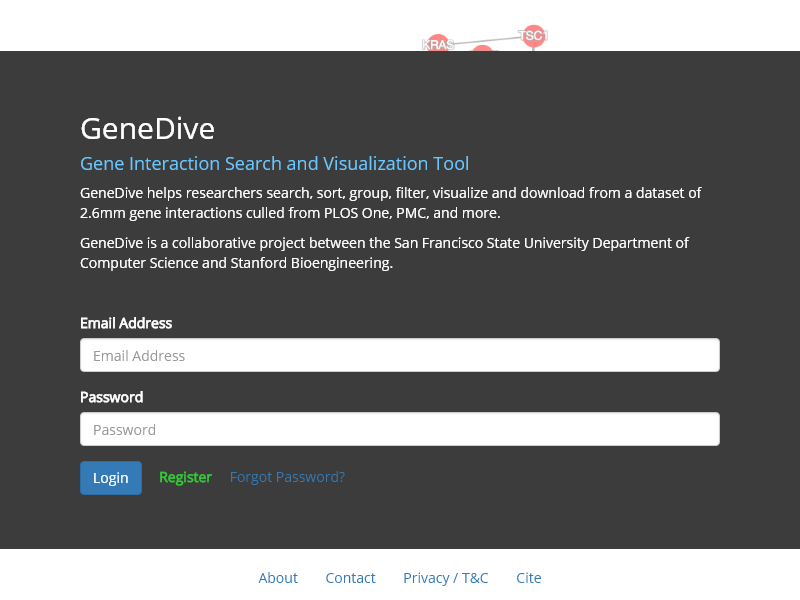 KRAS
TSC1
GeneDive
Gene Interaction Search and Visualization Tool
GeneDive helps researchers search, sort, group, filter, visualize and download from a dataset of
2.6mm gene interactions culled from PLOS One, PMC, and more.
GeneDive is a collaborative project between the San Francisco State University Department of
Computer Science and Stanford Bioengineering.
Email Address
Email Address
Password
Password
Login Register Forgot Password?
About Contact Privacy / T&C Cite